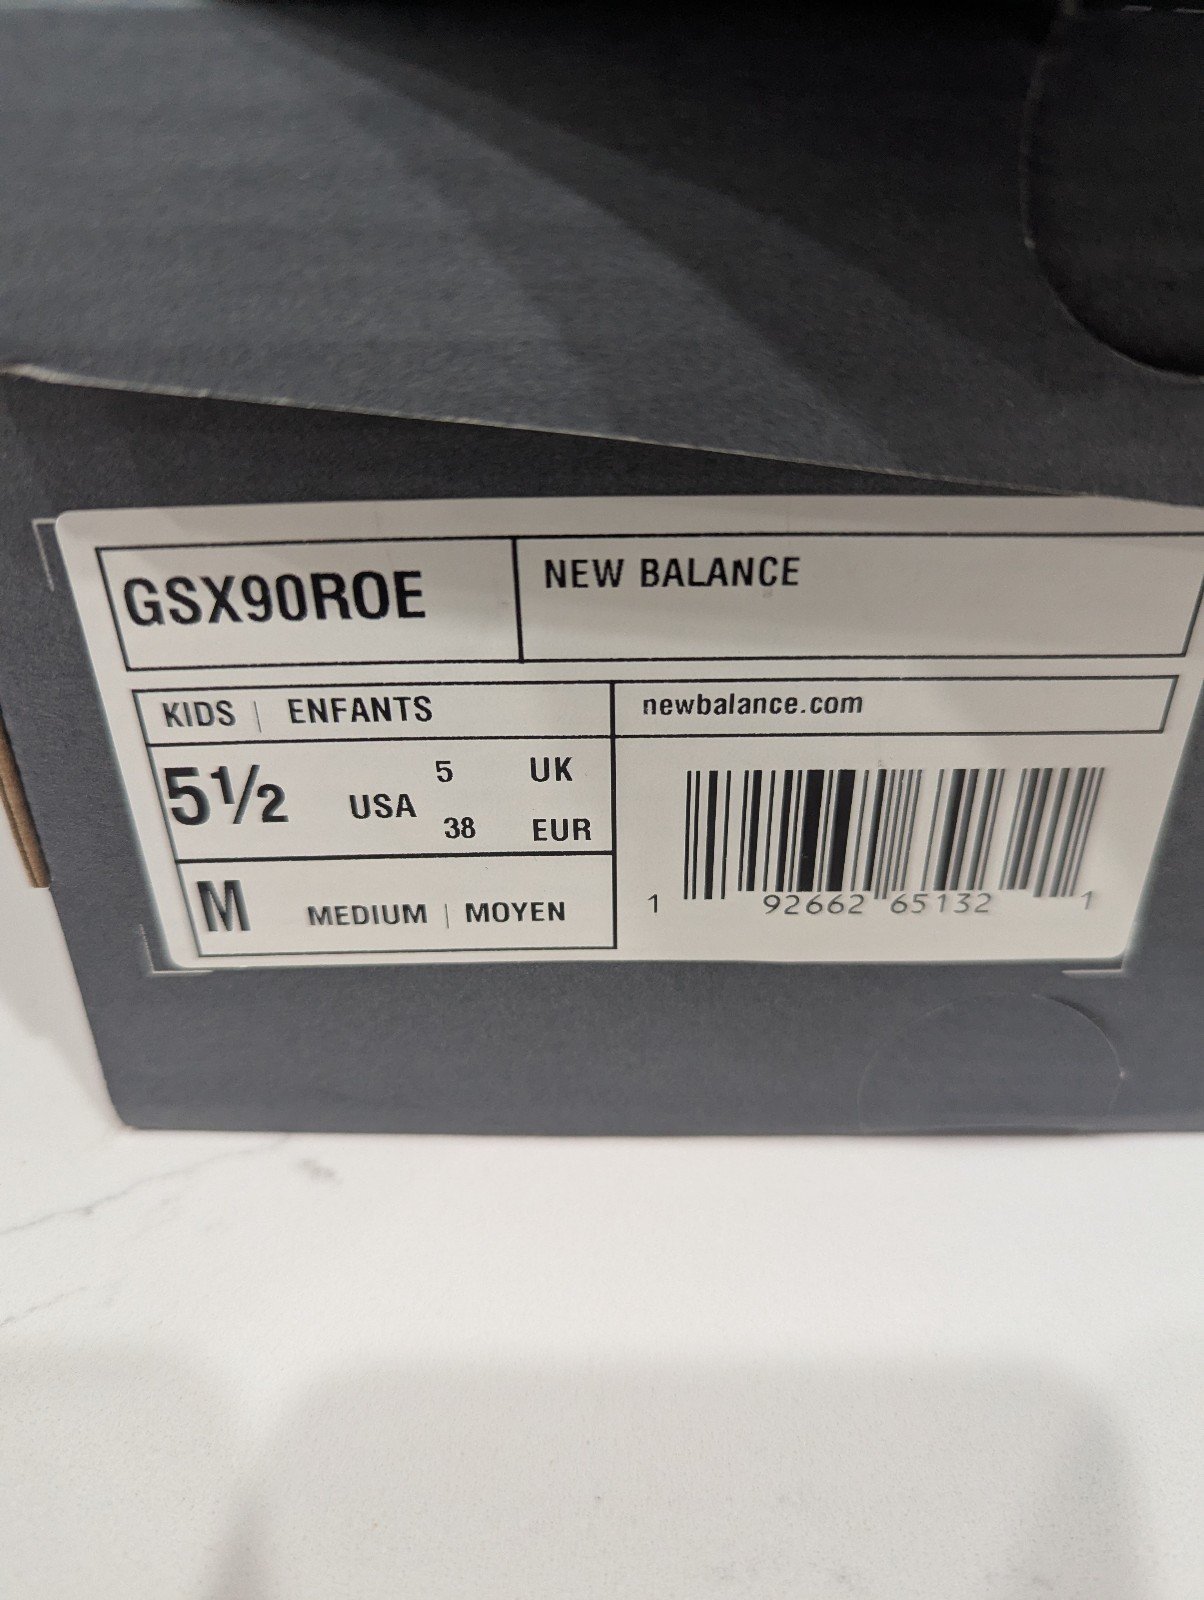 GSX90ROE
NEW BALANCE
KIDS | ENFANTS
newbalance.com
5½ USA
5 UK
38 EUR
M MEDIUM | MOYEN
1 92662 65132 1